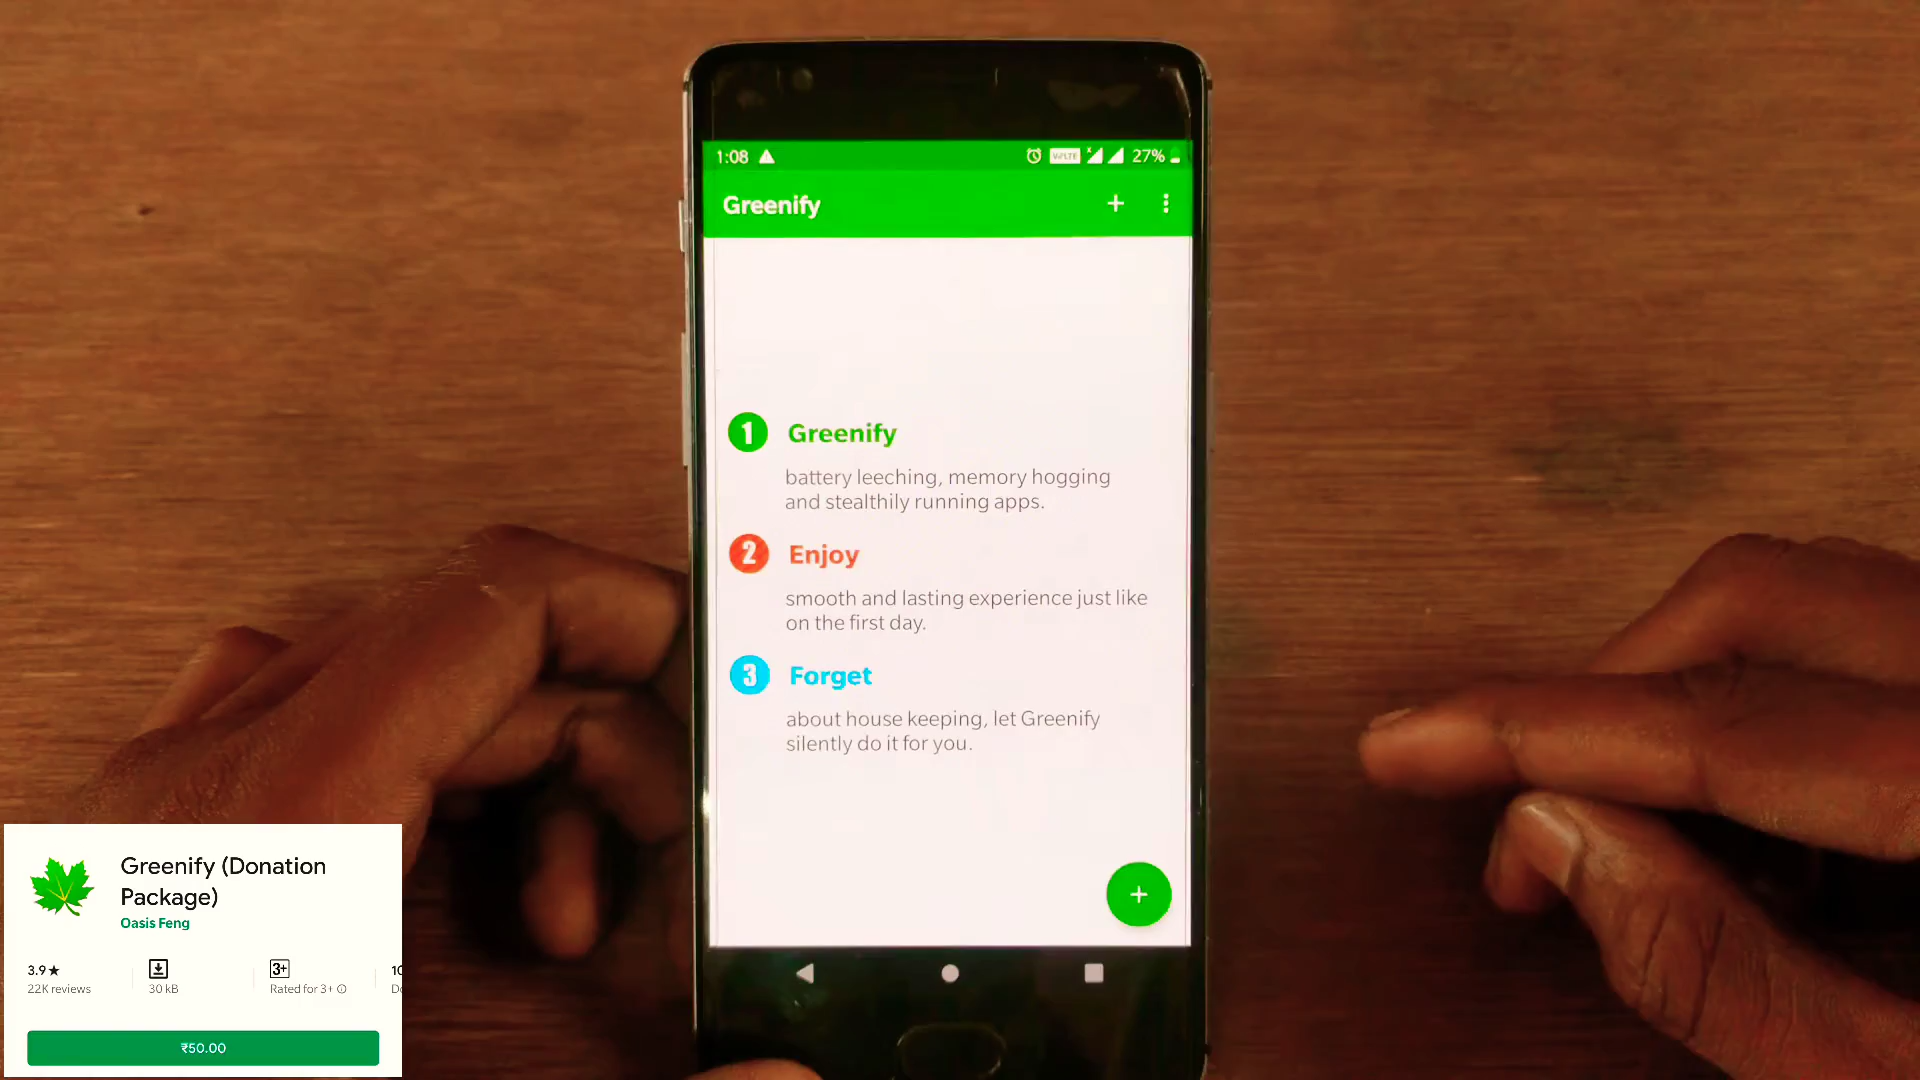 1:08
VoLTE
27%
Greenify
1 Greenify
battery leeching, memory hogging
and stealthily running apps.
2 Enjoy
smooth and lasting experience just like
on the first day.
3 Forget
about house keeping, let Greenify
silently do it for you.
Greenify (Donation
Package)
Oasis Feng
3.9★
22K reviews
30 kB
3+
Rated for 3+
₹50.00